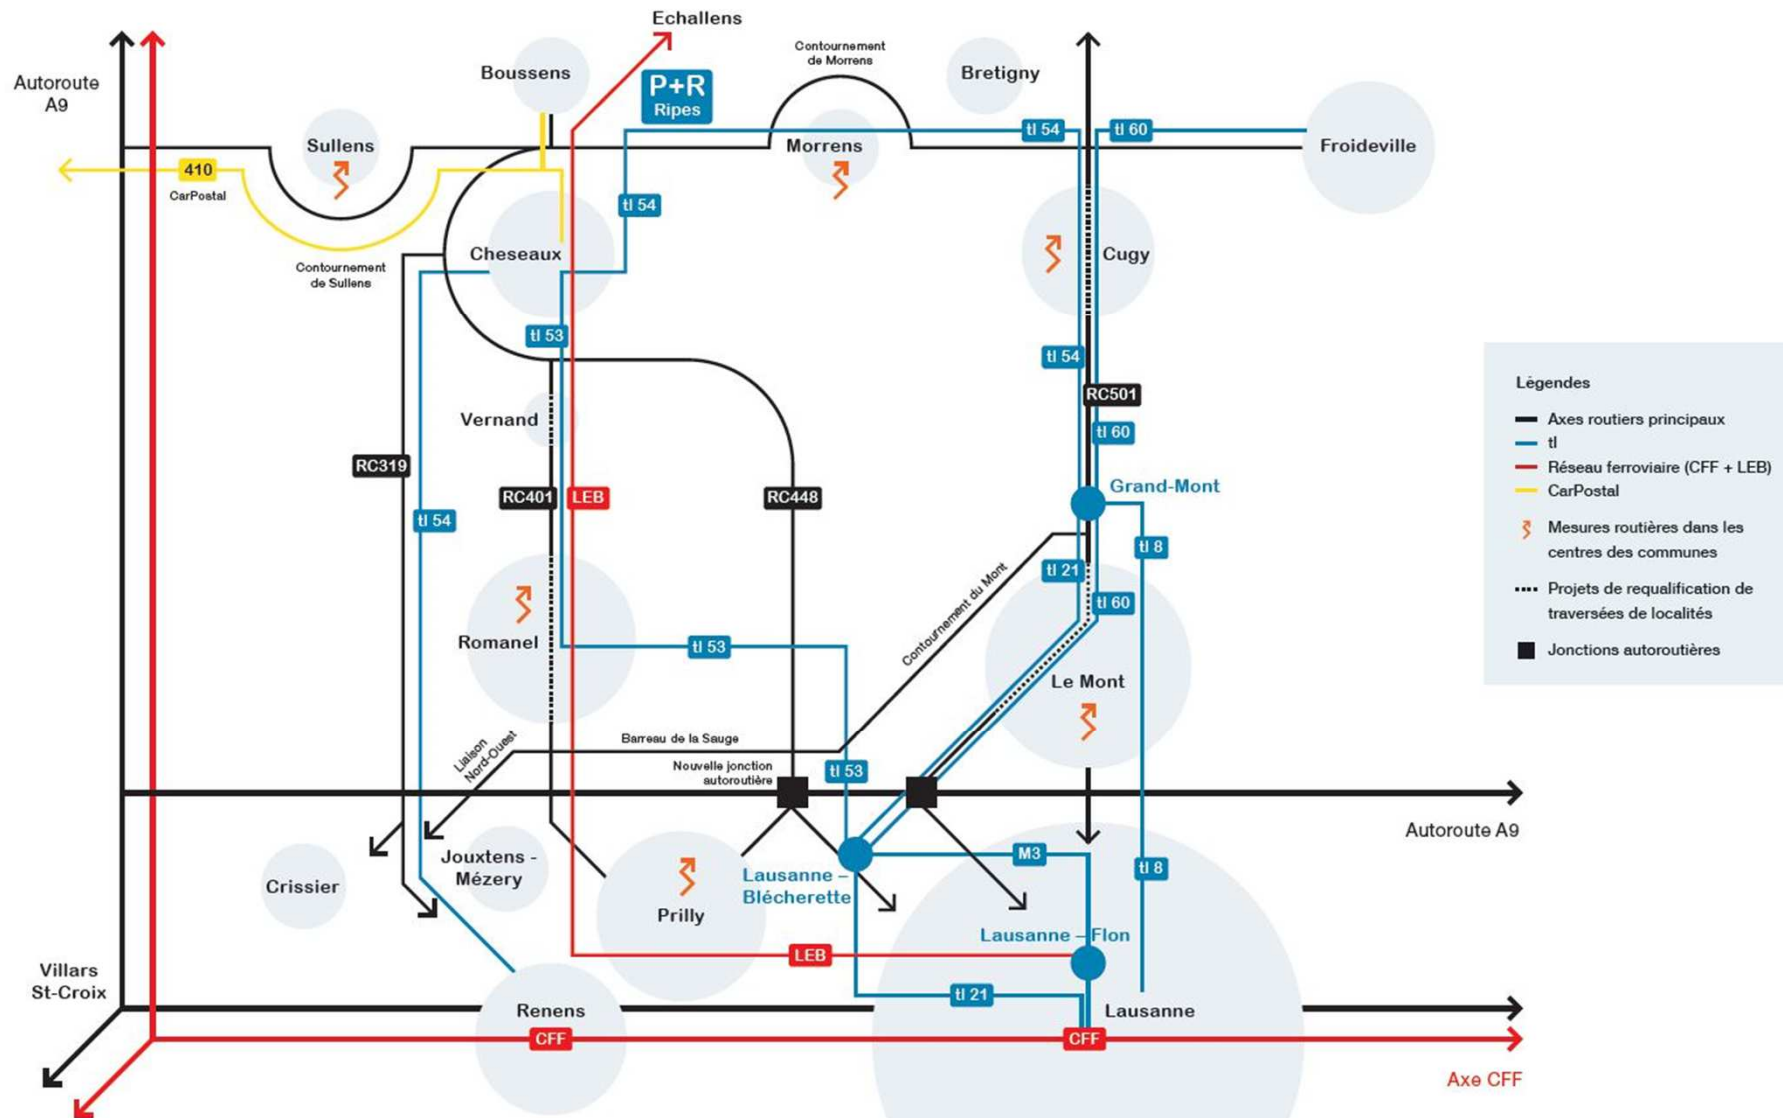 Echallens
Autoroute
A9
Boussens
P+R
Ripes
Contournement
de Morrens
Bretigny
tl 54
tl 60
Sullens
Morrens
Froideville
410
CarPostal
tl 54
Cheseaux
Cugy
Contournement
de Sullens
tl 53
tl 54
RC501
Vernand
tl 60
RC319
RC401
LEB
RC448
Grand-Mont
tl 54
tl 8
tl 21
Contournement du Mont
tl 60
Romanel
tl 53
Le Mont
Liaison
Nord-Ouest
Barreau de la Sauge
Nouvelle jonction
autoroutière
tl 53
Autoroute A9
Jouxtens -
Mézery
Crissier
M3
tl 8
Lausanne –
Blécherette
Prilly
Lausanne – Flon
LEB
Villars
St-Croix
tl 21
Renens
Lausanne
CFF
CFF
Axe CFF
Légendes
Axes routiers principaux
tl
Réseau ferroviaire (CFF + LEB)
CarPostal
Mesures routières dans les
centres des communes
Projets de requalification de
traversées de localités
Jonctions autoroutières